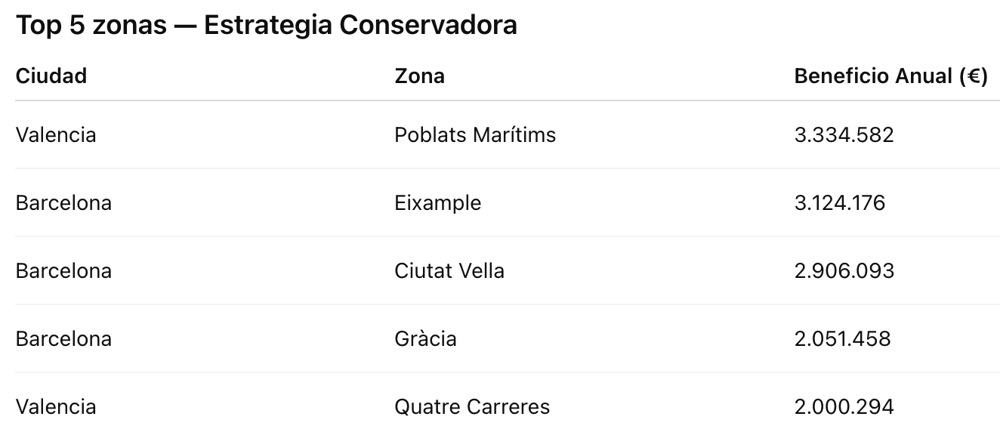 Top 5 zonas — Estrategia Conservadora
Ciudad Zona Beneficio Anual (€)
Valencia Poblats Marítims 3.334.582
Barcelona Eixample 3.124.176
Barcelona Ciutat Vella 2.906.093
Barcelona Gràcia 2.051.458
Valencia Quatre Carreres 2.000.294